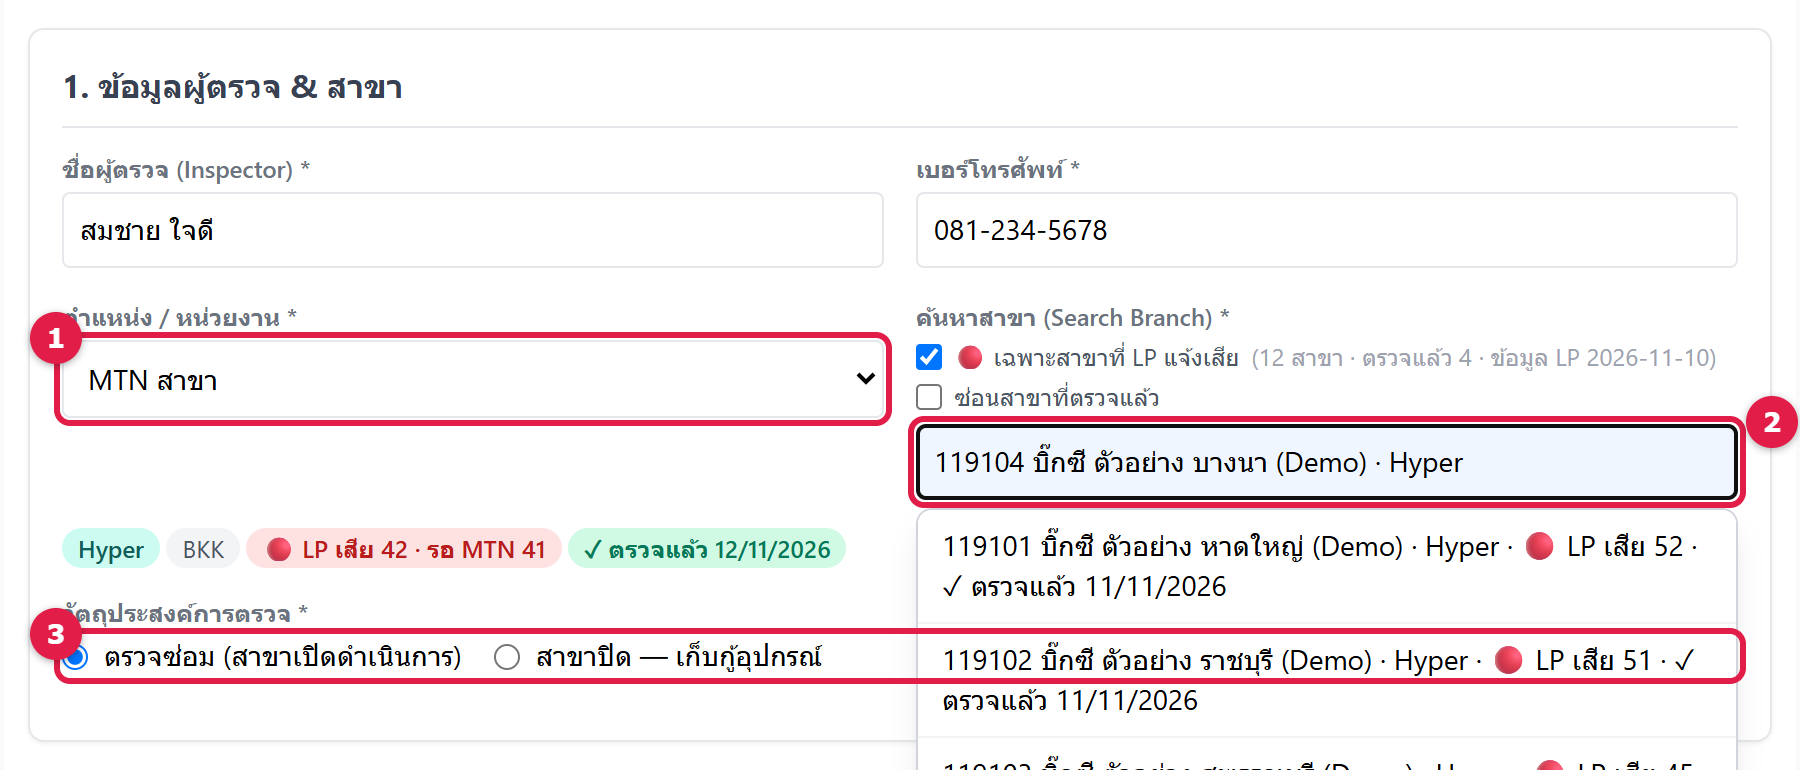 1. ข้อมูลผู้ตรวจ & สาขา
ชื่อผู้ตรวจ (Inspector) *
เบอร์โทรศัพท์ *
สมชาย ใจดี
081-234-5678
ตำแหน่ง / หน่วยงาน *
ค้นหาสาขา (Search Branch) *
1
MTN สาขา
เฉพาะสาขาที่ LP แจ้งเสีย (12 สาขา · ตรวจแล้ว 4 · ข้อมูล LP 2026-11-10)
ซ่อนสาขาที่ตรวจแล้ว
2
119104 บิ๊กซี ตัวอย่าง บางนา (Demo) · Hyper
Hyper
BKK
LP เสีย 42 · รอ MTN 41
✓ ตรวจแล้ว 12/11/2026
119101 บิ๊กซี ตัวอย่าง หาดใหญ่ (Demo) · Hyper · 🔴 LP เสีย 52 ·
✓ ตรวจแล้ว 11/11/2026
วัตถุประสงค์การตรวจ *
3
ตรวจซ่อม (สาขาเปิดดำเนินการ)
สาขาปิด — เก็บกู้อุปกรณ์
119102 บิ๊กซี ตัวอย่าง ราชบุรี (Demo) · Hyper · 🔴 LP เสีย 51 · ✓
ตรวจแล้ว 11/11/2026